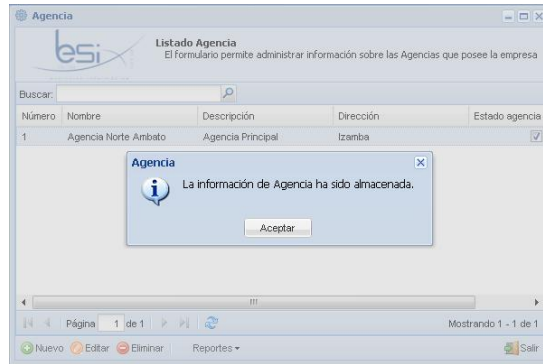 Agencia
besix
Listado Agencia
El formulario permite administrar información sobre las Agencias que posee la empresa
Buscar:
Número Nombre Descripción Dirección Estado agencia
1 Agencia Norte Ambato Agencia Principal Izamba
Agencia
La información de Agencia ha sido almacenada.
Aceptar
Página 1 de 1 Mostrando 1 - 1 de 1
Nuevo Editar Eliminar Reportes Salir